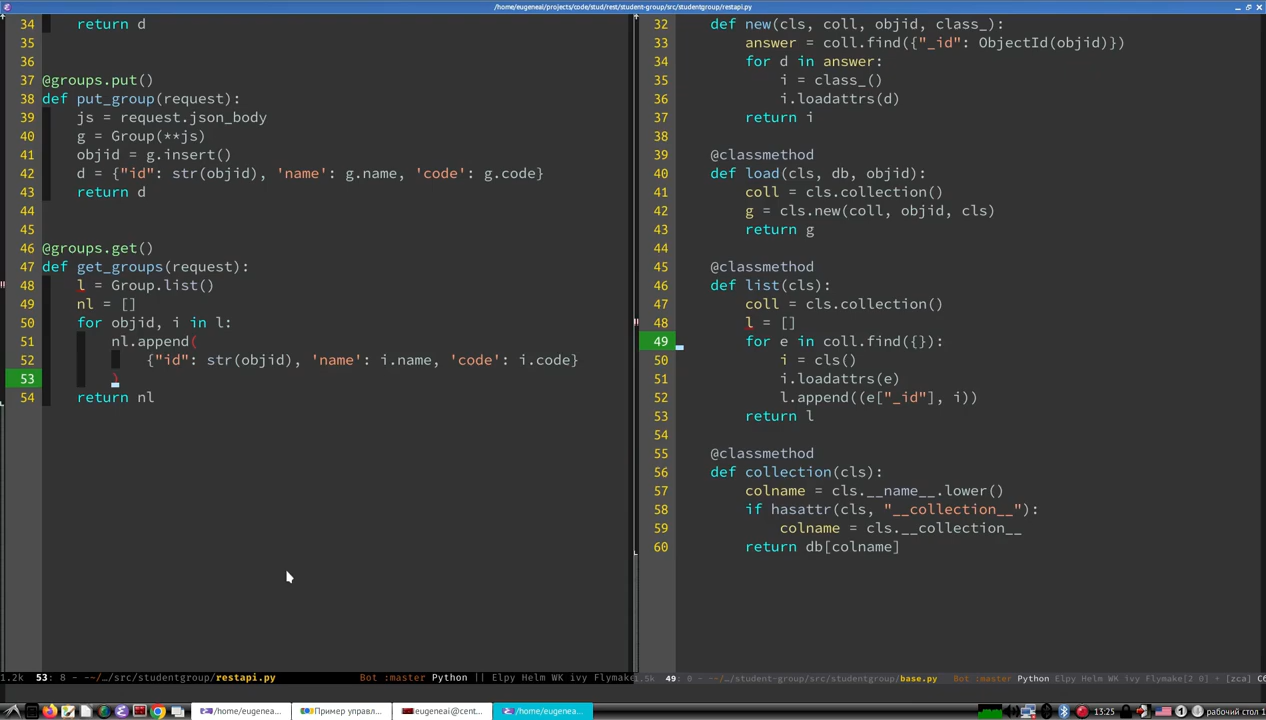 /home/eugeneai/projects/code/stud/rest/student-group/src/studentgroup/restapi.py
34 return d
35
36
37 @groups.put()
38 def put_group(request):
39 js = request.json_body
40 g = Group(**js)
41 objid = g.insert()
42 d = {"id": str(objid), 'name': g.name, 'code': g.code}
43 return d
44
45
46 @groups.get()
47 def get_groups(request):
48 l = Group.list()
49 nl = []
50 for objid, i in l:
51 nl.append(
52 {"id": str(objid), 'name': i.name, 'code': i.code}
53 )
54 return nl
1.2k 53: 8 - ~~/…/src/studentgroup/restapi.py Bot :master Python || Elpy Helm WK ivy Flymake
32 def new(cls, coll, objid, class_):
33 answer = coll.find({"_id": ObjectId(objid)})
34 for d in answer:
35 i = class_()
36 i.loadattrs(d)
37 return i
38
39 @classmethod
40 def load(cls, db, objid):
41 coll = cls.collection()
42 g = cls.new(coll, objid, cls)
43 return g
44
45 @classmethod
46 def list(cls):
47 coll = cls.collection()
48 l = []
49 for e in coll.find({}):
50 i = cls()
51 i.loadattrs(e)
52 l.append((e["_id"], i))
53 return l
54
55 @classmethod
56 def collection(cls):
57 colname = cls.__name__.lower()
58 if hasattr(cls, "__collection__"):
59 colname = cls.__collection__
60 return db[colname]
1.5k 49: 0 - ~~/…/student-group/src/studentgroup/base.py Bot :master Python Elpy Helm WK ivy Flymake[2 0] + [zca]
/home/eugeneai…
Пример управл…
eugeneai@cent…
/home/eugeneai…
13:25
рабочий стол 1